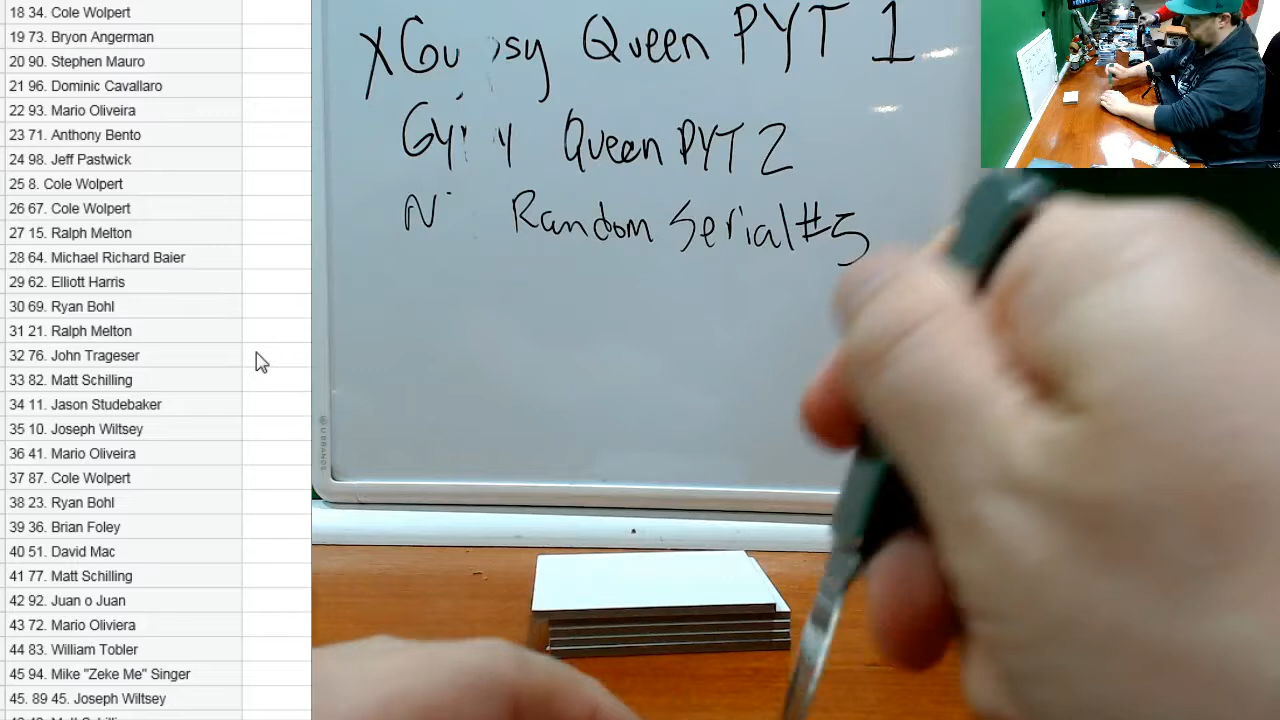 18 34. Cole Wolpert
19 73. Bryon Angerman
20 90. Stephen Mauro
21 96. Dominic Cavallaro
22 93. Mario Oliveira
23 71. Anthony Bento
24 98. Jeff Pastwick
25 8. Cole Wolpert
26 67. Cole Wolpert
27 15. Ralph Melton
28 64. Michael Richard Baier
29 62. Elliott Harris
30 69. Ryan Bohl
31 21. Ralph Melton
32 76. John Trageser
33 82. Matt Schilling
34 11. Jason Studebaker
35 10. Joseph Wiltsey
36 41. Mario Oliveira
37 87. Cole Wolpert
38 23. Ryan Bohl
39 36. Brian Foley
40 51. David Mac
41 77. Matt Schilling
42 92. Juan o Juan
43 72. Mario Oliviera
44 83. William Tobler
45 94. Mike "Zeke Me" Singer
45. 89 45. Joseph Wiltsey
Queen PYT 1
Queen PYT 2
Random Serial #5
U BRANDS